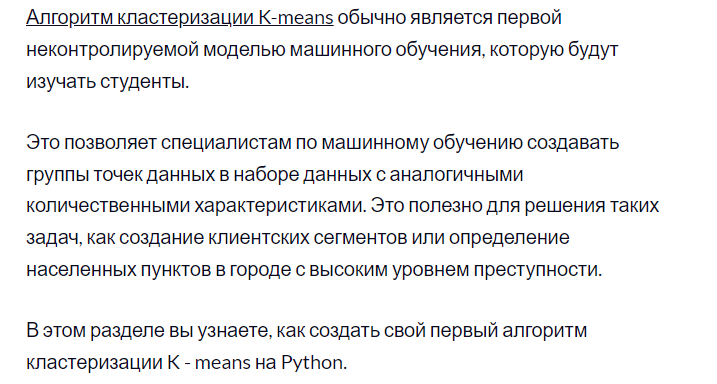 Алгоритм кластеризации K-means обычно является первой
неконтролируемой моделью машинного обучения, которую будут
изучать студенты.
Это позволяет специалистам по машинному обучению создавать
группы точек данных в наборе данных с аналогичными
количественными характеристиками. Это полезно для решения таких
задач, как создание клиентских сегментов или определение
населенных пунктов в городе с высоким уровнем преступности.
В этом разделе вы узнаете, как создать свой первый алгоритм
кластеризации K - means на Python.